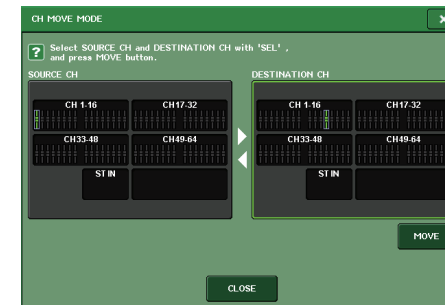 CH MOVE MODE
Select SOURCE CH and DESTINATION CH with 'SEL' ,
and press MOVE button.
SOURCE CH
CH 1-16
CH17-32
CH33-48
CH49-64
ST IN
DESTINATION CH
CH 1-16
CH17-32
CH33-48
CH49-64
ST IN
MOVE
CLOSE